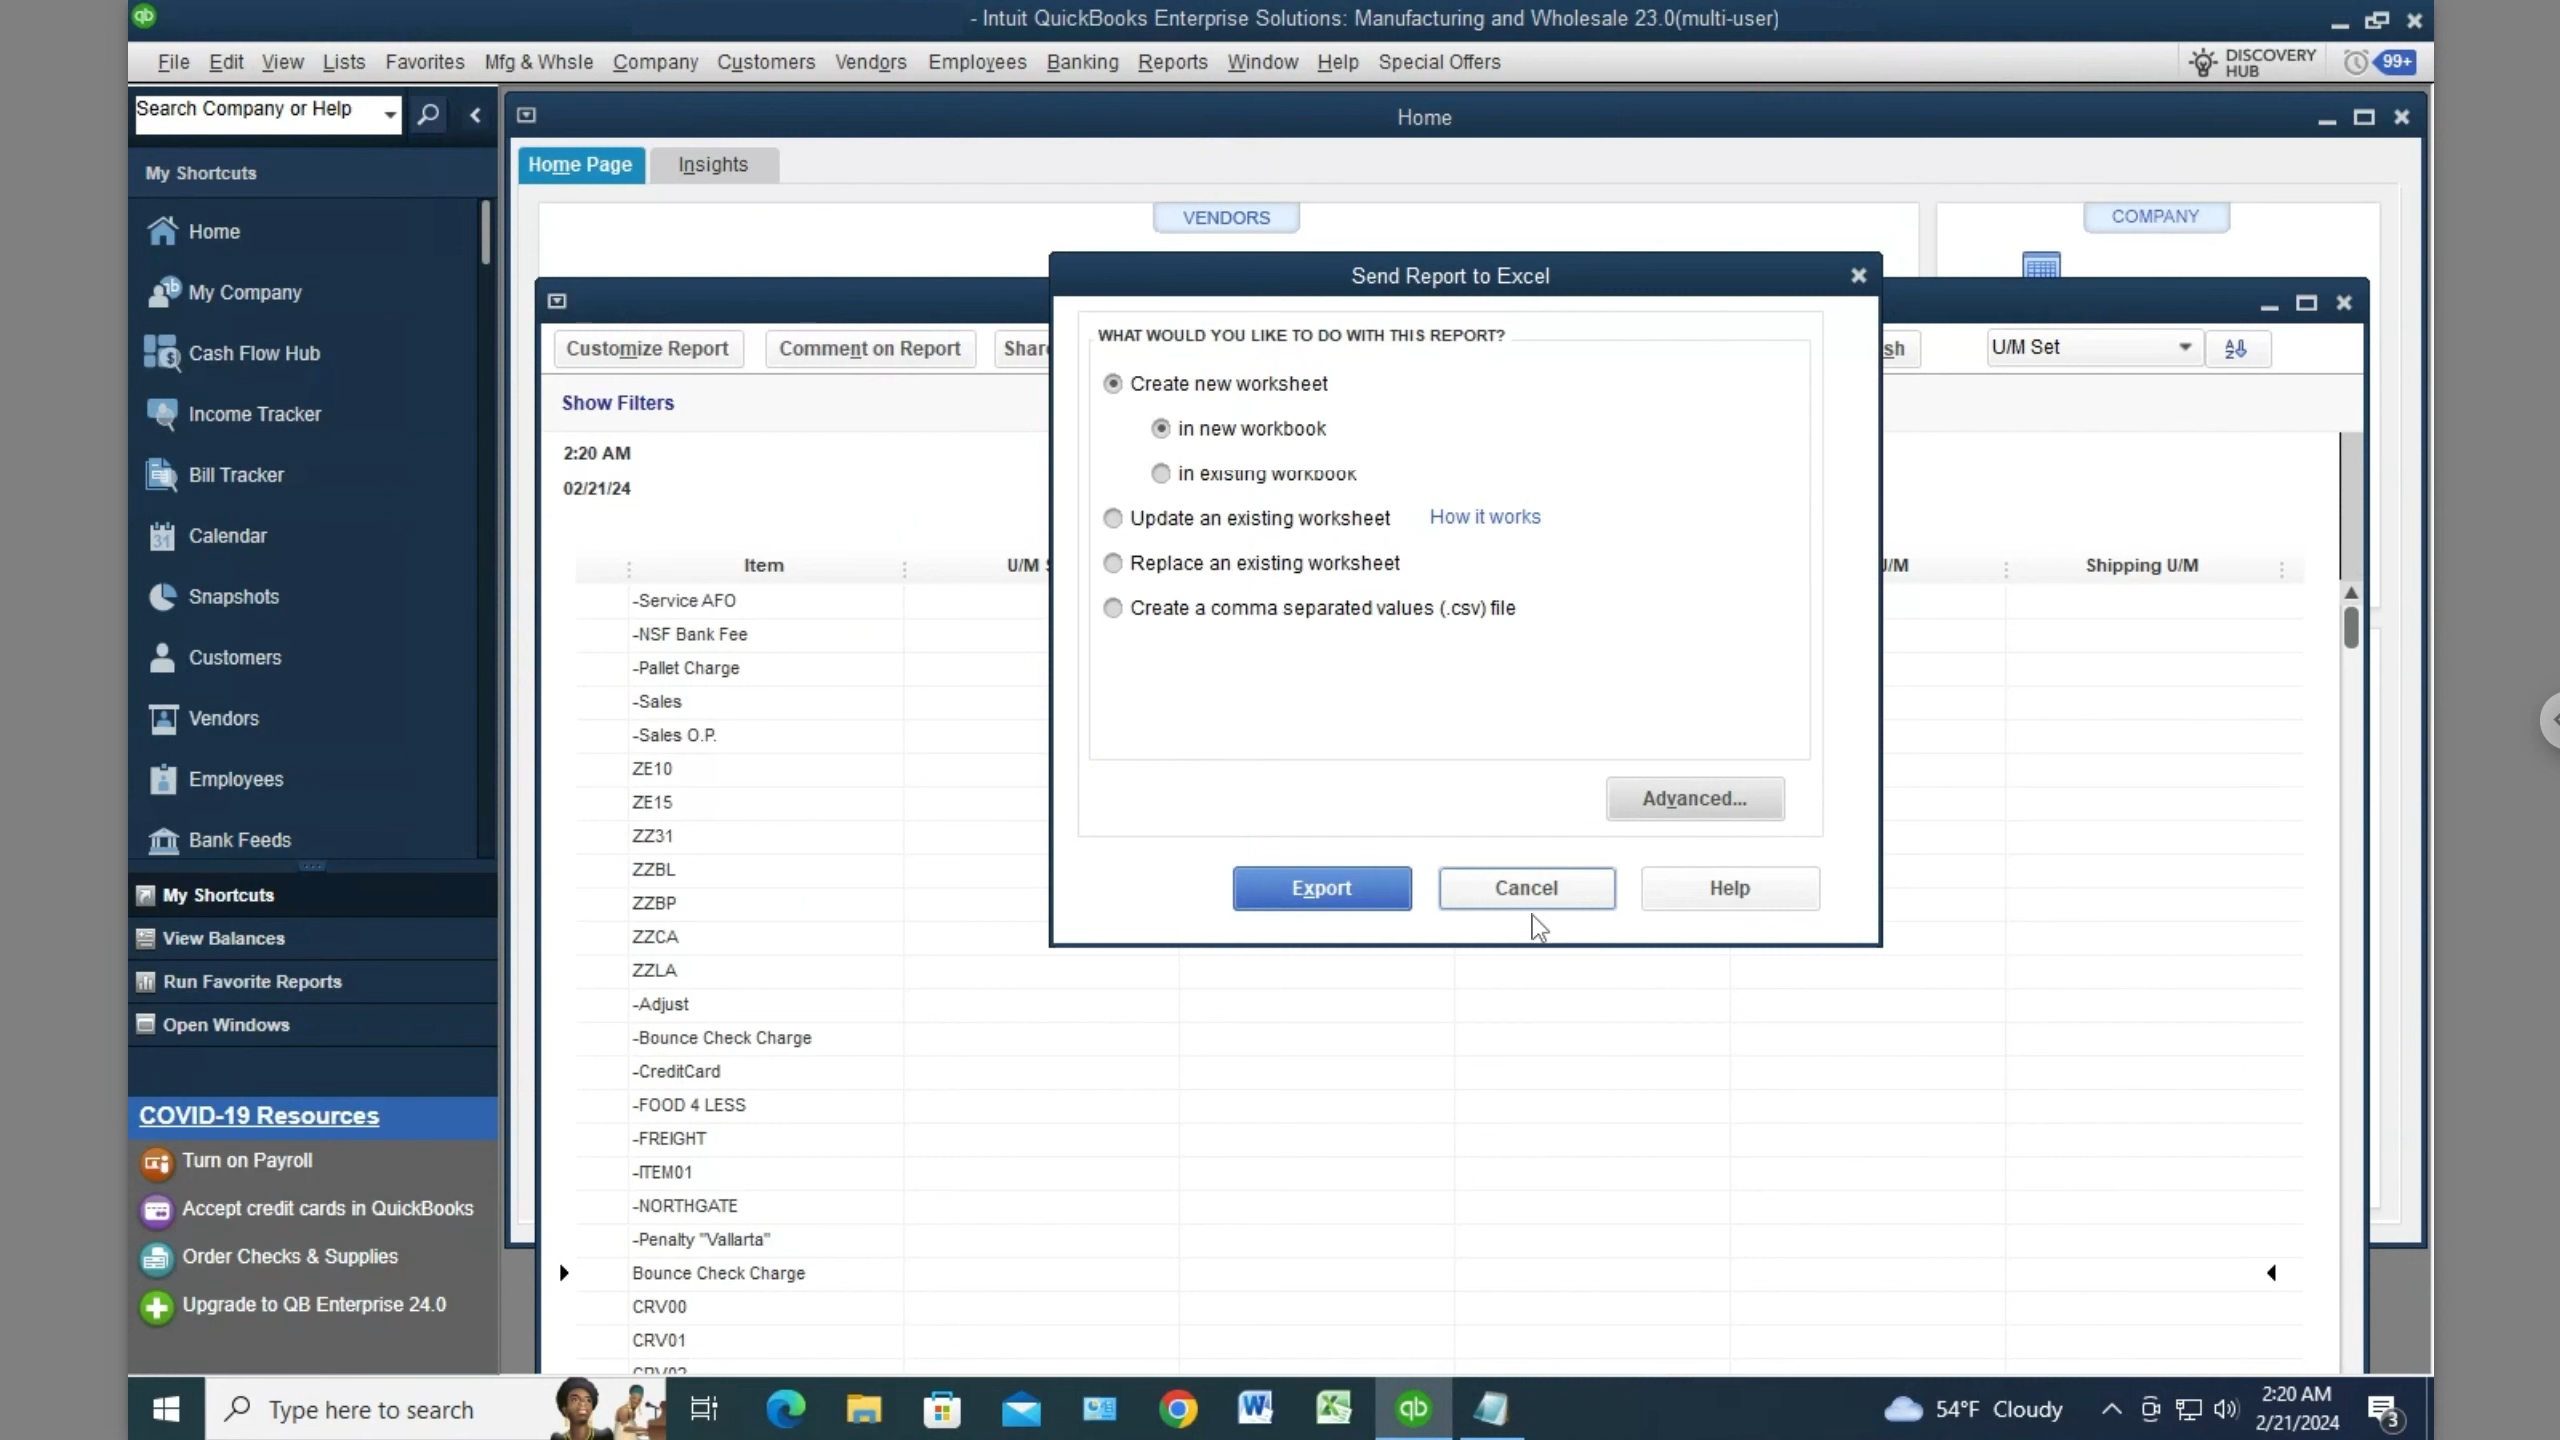 qb
- Intuit QuickBooks Enterprise Solutions: Manufacturing and Wholesale 23.0(multi-user)
File Edit View Lists Favorites Mfg & Whsle Company Customers Vendors Employees Banking Reports Window Help Special Offers
DISCOVERY
HUB
99+
Search Company or Help
My Shortcuts
Home
My Company
Cash Flow Hub
Income Tracker
Bill Tracker
31
Calendar
Snapshots
Customers
Vendors
Employees
Bank Feeds
My Shortcuts
View Balances
Run Favorite Reports
Open Windows
COVID-19 Resources
Turn on Payroll
Accept credit cards in QuickBooks
Order Checks & Supplies
Upgrade to QB Enterprise 24.0
Home
Home Page Insights
VENDORS
COMPANY
Customize Report Comment on Report Share
sh U/M Set
Show Filters
2:20 AM
02/21/24
Item U/M S J/M Shipping U/M
-Service AFO
-NSF Bank Fee
-Pallet Charge
-Sales
-Sales O.P.
ZE10
ZE15
ZZ31
ZZBL
ZZBP
ZZCA
ZZLA
-Adjust
-Bounce Check Charge
-CreditCard
-FOOD 4 LESS
-FREIGHT
-ITEM01
-NORTHGATE
-Penalty "Vallarta"
Bounce Check Charge
CRV00
CRV01
CRV02
Send Report to Excel
WHAT WOULD YOU LIKE TO DO WITH THIS REPORT?
Create new worksheet
in new workbook
in existing workbook
Update an existing worksheet How it works
Replace an existing worksheet
Create a comma separated values (.csv) file
Advanced...
Export Cancel Help
Type here to search
qb
54°F Cloudy
2:20 AM
2/21/2024
3